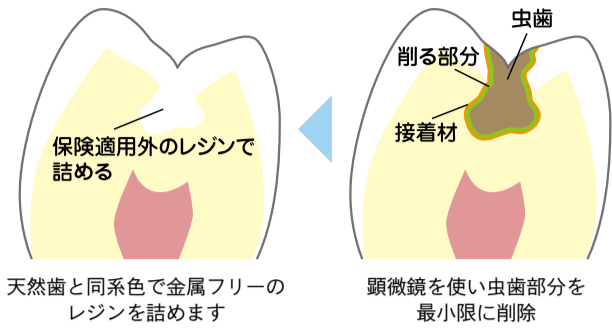 虫歯
削る部分
接着材
顕微鏡を使い虫歯部分を
最小限に削除
保険適用外のレジンで
詰める
天然歯と同系色で金属フリーの
レジンを詰めます